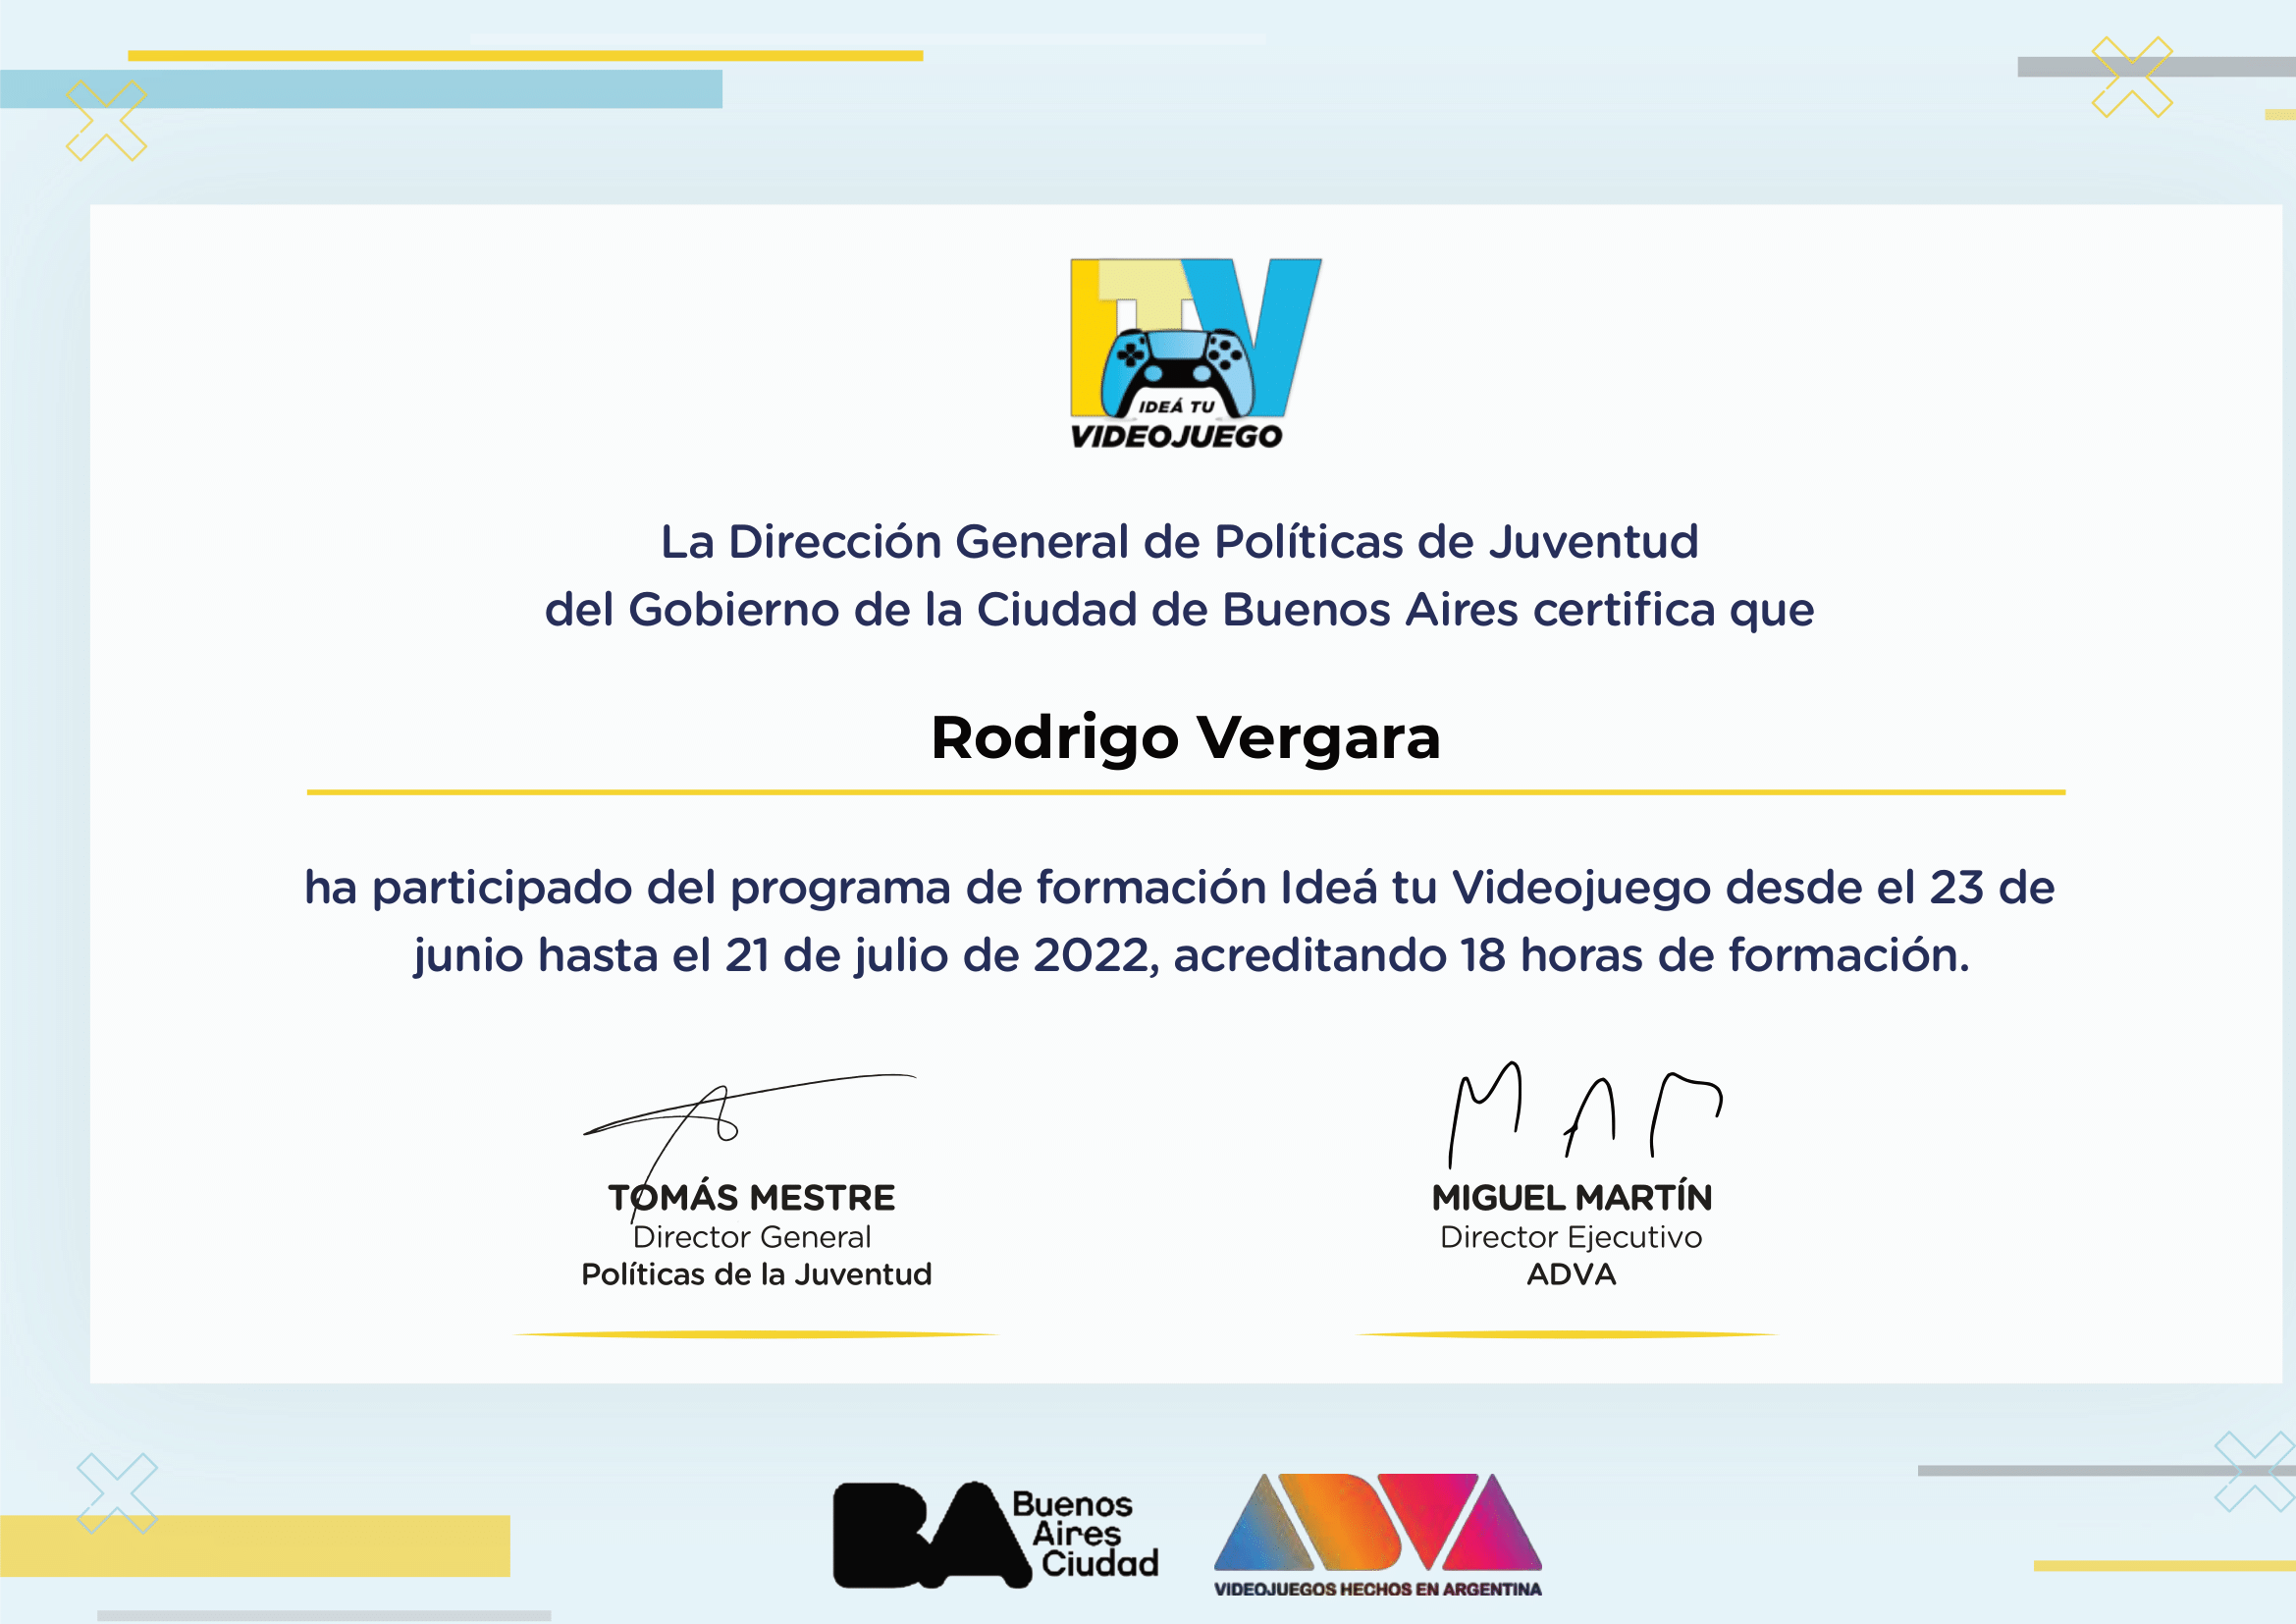 ITV
IDEÁ TU
VIDEOJUEGO
La Dirección General de Políticas de Juventud
del Gobierno de la Ciudad de Buenos Aires certifica que
Rodrigo Vergara
ha participado del programa de formación Ideá tu Videojuego desde el 23 de
junio hasta el 21 de julio de 2022, acreditando 18 horas de formación.
TOMÁS MESTRE
Director General
Políticas de la Juventud
MIGUEL MARTÍN
Director Ejecutivo
ADVA
BA
Buenos
Aires
Ciudad
ADVA
VIDEOJUEGOS HECHOS EN ARGENTINA